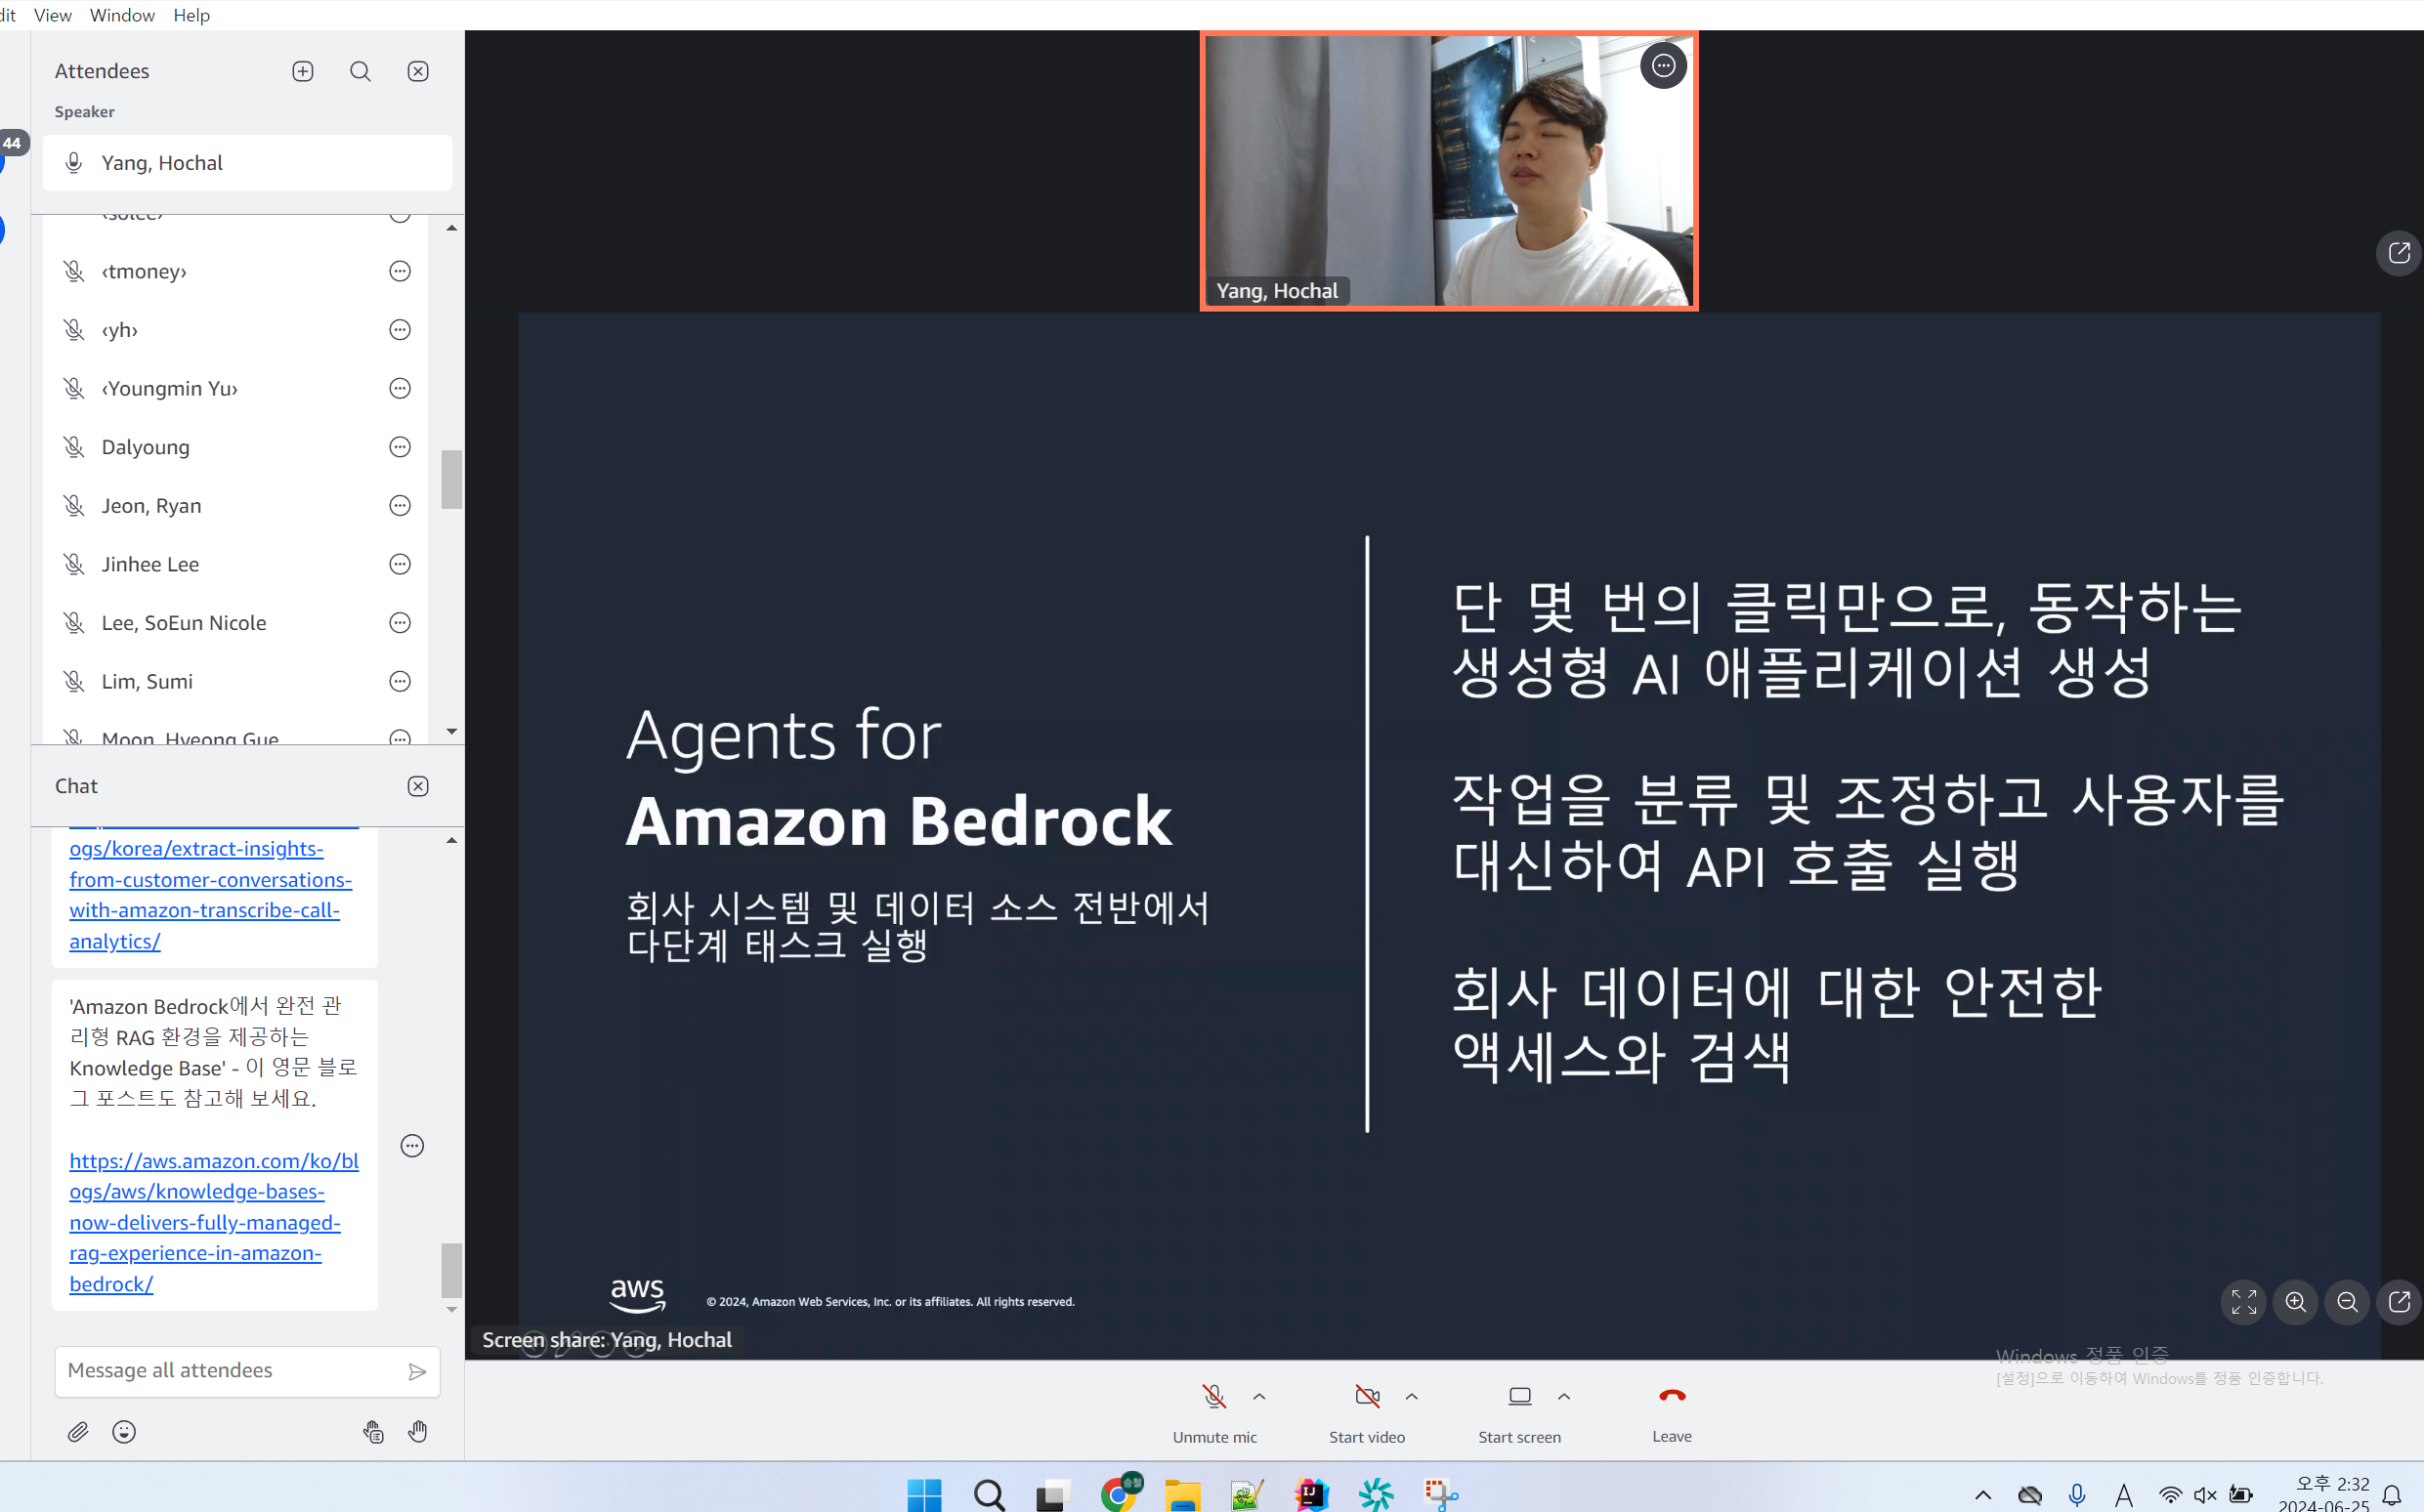 View Window Help
Attendees
Speaker
44
Yang, Hochal
‹tmoney›
‹yh›
‹Youngmin Yu›
Dalyoung
Jeon, Ryan
Jinhee Lee
Lee, SoEun Nicole
Lim, Sumi
Moon, Hyeong Gue
Chat
ogs/korea/extract-insights-
from-customer-conversations-
with-amazon-transcribe-call-
analytics/
'Amazon Bedrock에서 완전 관
리형 RAG 환경을 제공하는
Knowledge Base' - 이 영문 블로
그 포스트도 참고해 보세요.
https://aws.amazon.com/ko/bl
ogs/aws/knowledge-bases-
now-delivers-fully-managed-
rag-experience-in-amazon-
bedrock/
Message all attendees
Yang, Hochal
Agents for
Amazon Bedrock
회사 시스템 및 데이터 소스 전반에서
다단계 태스크 실행
단 몇 번의 클릭만으로, 동작하는
생성형 AI 애플리케이션 생성
작업을 분류 및 조정하고 사용자를
대신하여 API 호출 실행
회사 데이터에 대한 안전한
액세스와 검색
aws
© 2024, Amazon Web Services, Inc. or its affiliates. All rights reserved.
Screen share: Yang, Hochal
Windows 정품 인증
[설정]으로 이동하여 Windows를 정품 인증합니다.
Unmute mic
Start video
Start screen
Leave
IJ
A
오후 2:32
2024-06-25